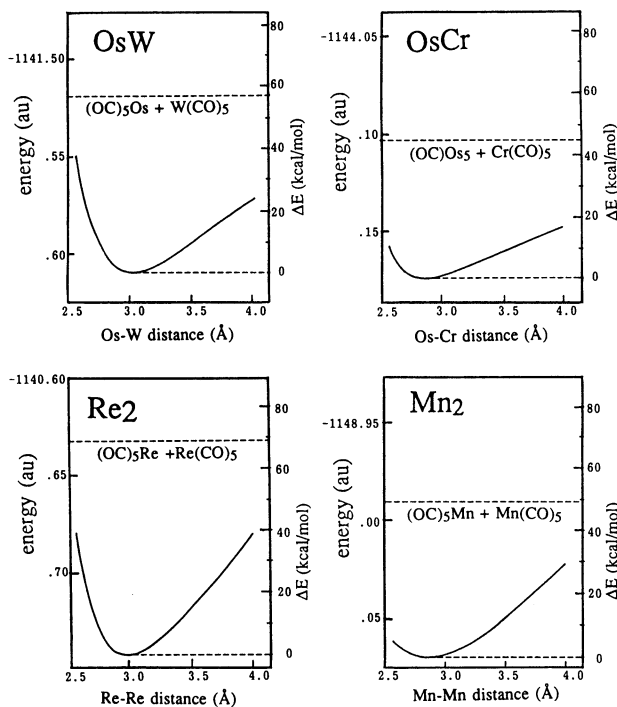 OsW
-1141.50
.55
.60
energy (au)
80
60
40
20
0
ΔE (kcal/mol)
(OC)5Os + W(CO)5
2.5 3.0 3.5 4.0
Os-W distance (Å)
OsCr
-1144.05
.10
.15
energy (au)
80
60
40
20
0
ΔE (kcal/mol)
(OC)Os5 + Cr(CO)5
2.5 3.0 3.5 4.0
Os-Cr distance (Å)
Re2
-1140.60
.65
.70
energy (au)
80
60
40
20
0
ΔE (kcal/mol)
(OC)5Re +Re(CO)5
2.5 3.0 3.5 4.0
Re-Re distance (Å)
Mn2
-1148.95
.00
.05
energy (au)
80
60
40
20
0
ΔE (kcal/mol)
(OC)5Mn + Mn(CO)5
2.5 3.0 3.5 4.0
Mn-Mn distance (Å)